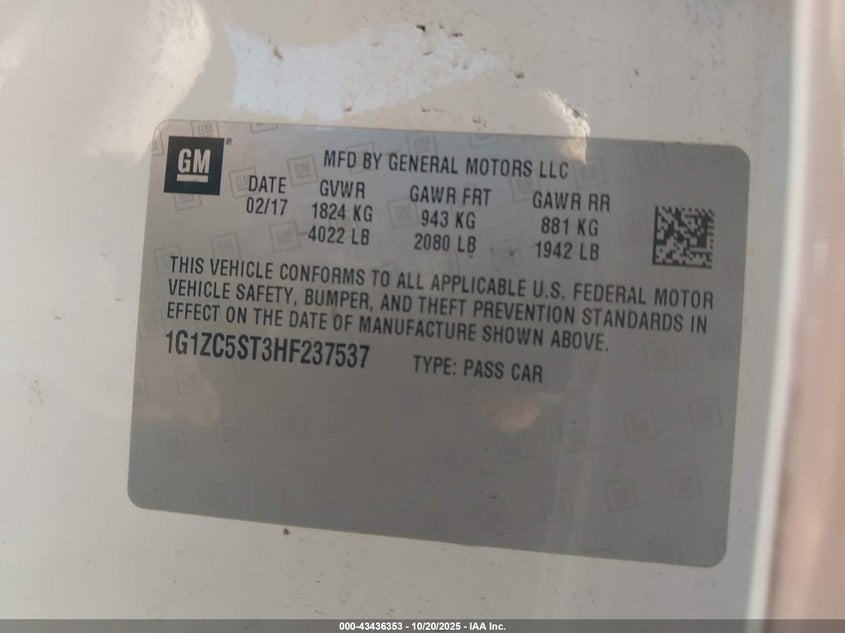 GM®
MFD BY GENERAL MOTORS LLC
DATE GVWR GAWR FRT GAWR RR
02/17 1824 KG 943 KG 881 KG
4022 LB 2080 LB 1942 LB
THIS VEHICLE CONFORMS TO ALL APPLICABLE U.S. FEDERAL MOTOR
VEHICLE SAFETY, BUMPER, AND THEFT PREVENTION STANDARDS IN
EFFECT ON THE DATE OF MANUFACTURE SHOWN ABOVE.
1G1ZC5ST3HF237537 TYPE: PASS CAR
000-43436353 | 10/20/2025 – IAA Inc.